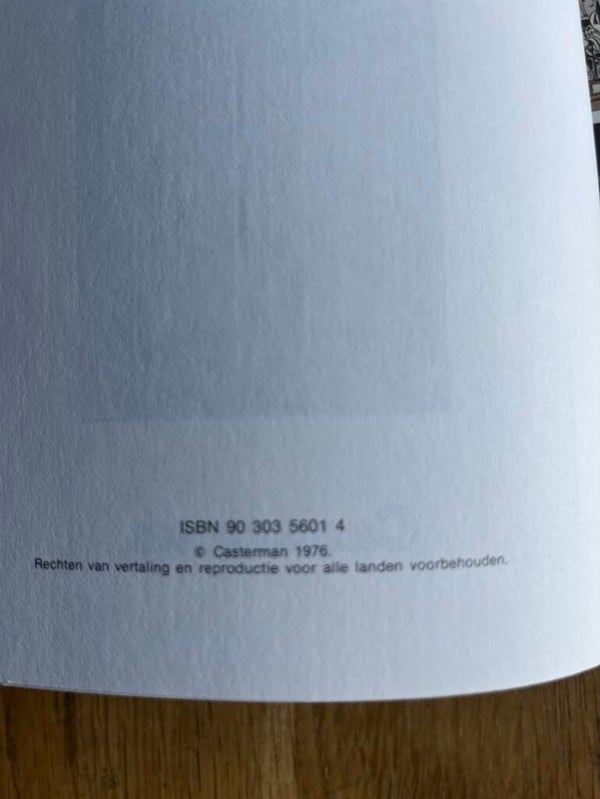 ISBN 90 303 5601 4
© Casterman 1976.
Rechten van vertaling en reproductie voor alle landen voorbehouden.